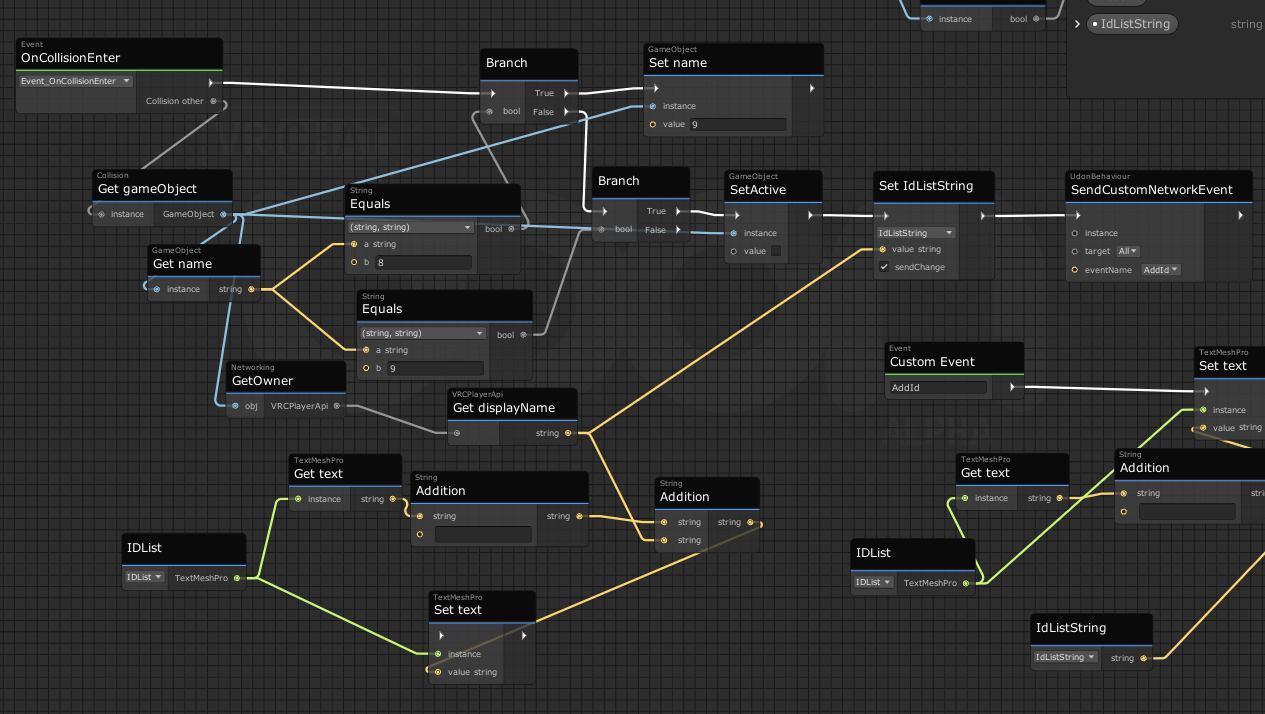 instance bool
IdListString string
Event
OnCollisionEnter
Event_OnCollisionEnter
Collision other
Branch
True
bool False
GameObject
Set name
instance
value 9
Collision
Get gameObject
instance GameObject
String
Equals
(string, string)
a string
b 8
bool
Branch
True
bool False
GameObject
SetActive
instance
value
Set IdListString
IdListString
value string
sendChange
UdonBehaviour
SendCustomNetworkEvent
instance
target All
eventName AddId
GameObject
Get name
instance string
String
Equals
(string, string)
a string
b 9
bool
Networking
GetOwner
obj VRCPlayerApi
VRCPlayerApi
Get displayName
string
Event
Custom Event
AddId
TextMeshPro
Set text
instance
value string
TextMeshPro
Get text
instance string
String
Addition
string string
String
Addition
string string
string
TextMeshPro
Get text
instance string
String
Addition
string
IDList
IDList TextMeshPro
TextMeshPro
Set text
instance
value string
IDList
IDList TextMeshPro
IdListString
IdListString string